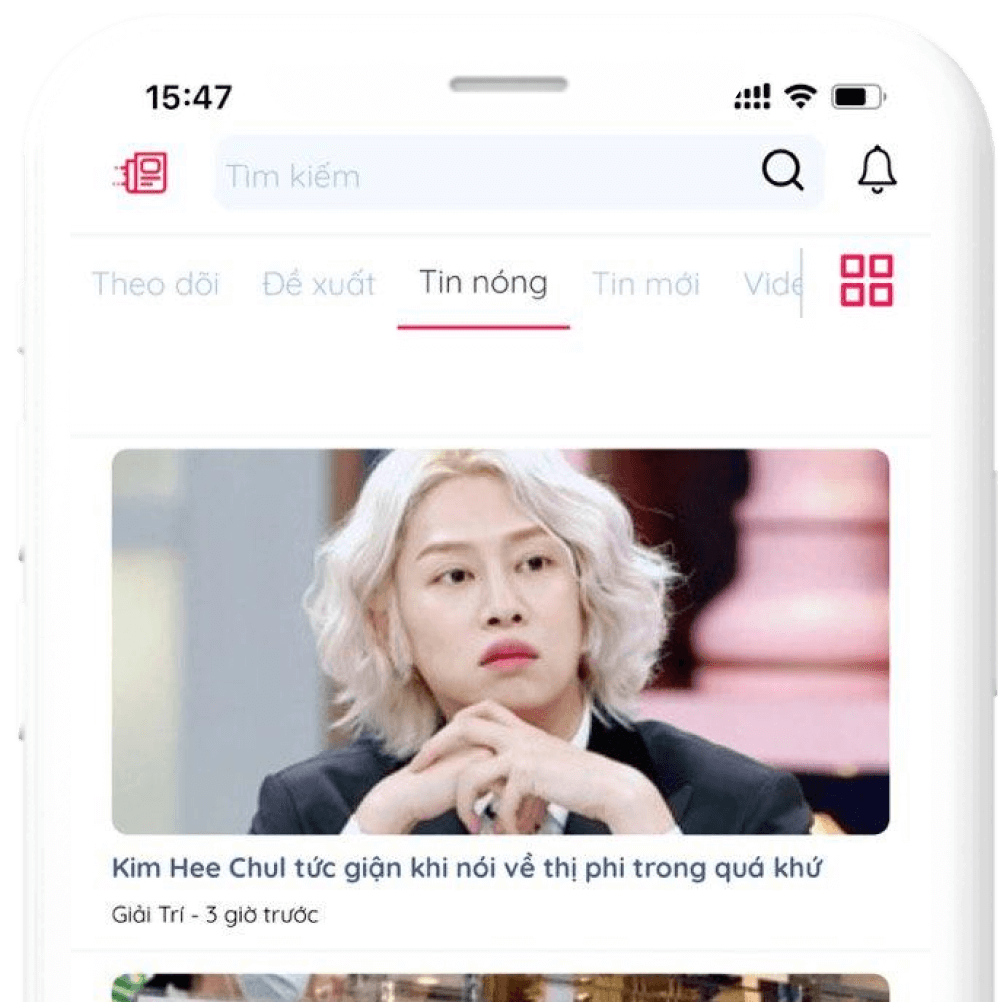 15:47
Tìm kiếm
Theo dõi Đề xuất Tin nóng Tin mới Vide
Kim Hee Chul tức giận khi nói về thị phi trong quá khứ
Giải Trí - 3 giờ trước